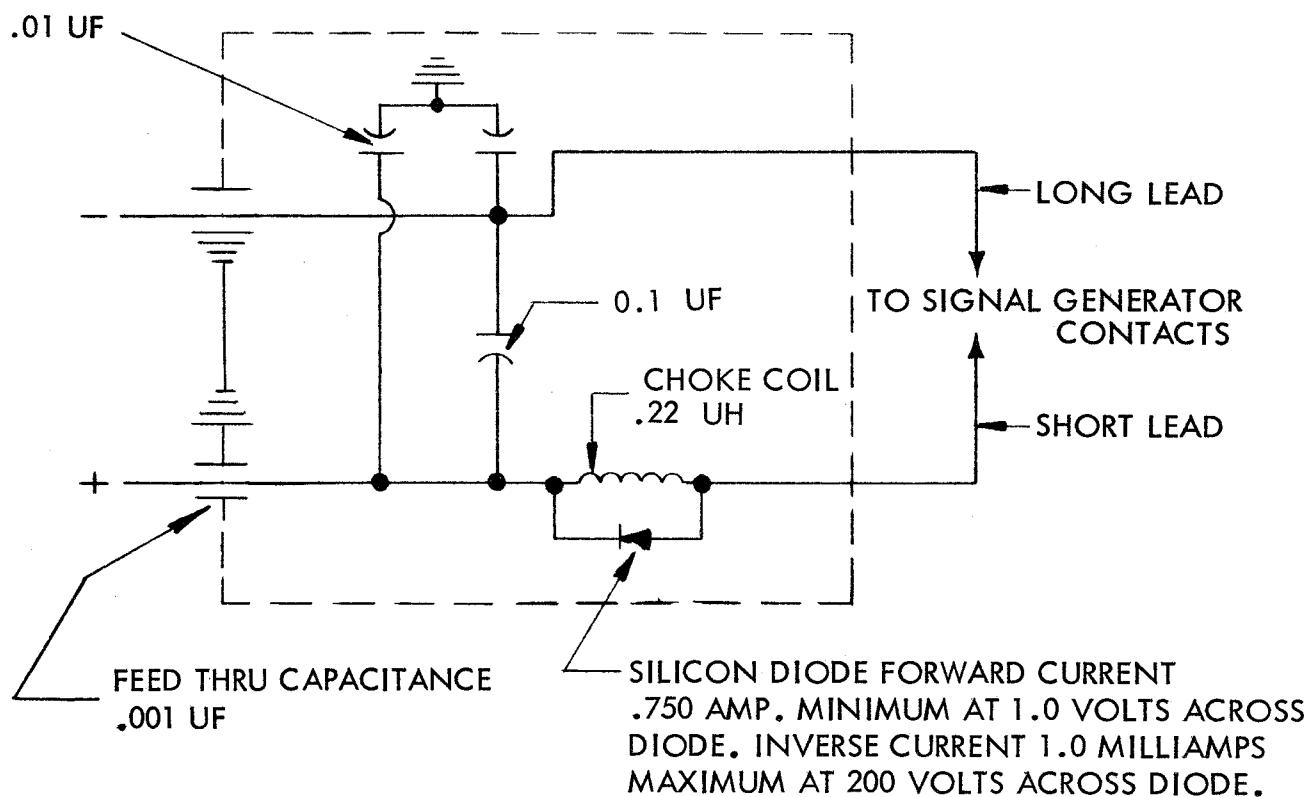 .01 UF
LONG LEAD
-
0.1 UF
TO SIGNAL GENERATOR
CONTACTS
CHOKE COIL
.22 UH
SHORT LEAD
+
FEED THRU CAPACITANCE
.001 UF
SILICON DIODE FORWARD CURRENT
.750 AMP. MINIMUM AT 1.0 VOLTS ACROSS
DIODE. INVERSE CURRENT 1.0 MILLIAMPS
MAXIMUM AT 200 VOLTS ACROSS DIODE.